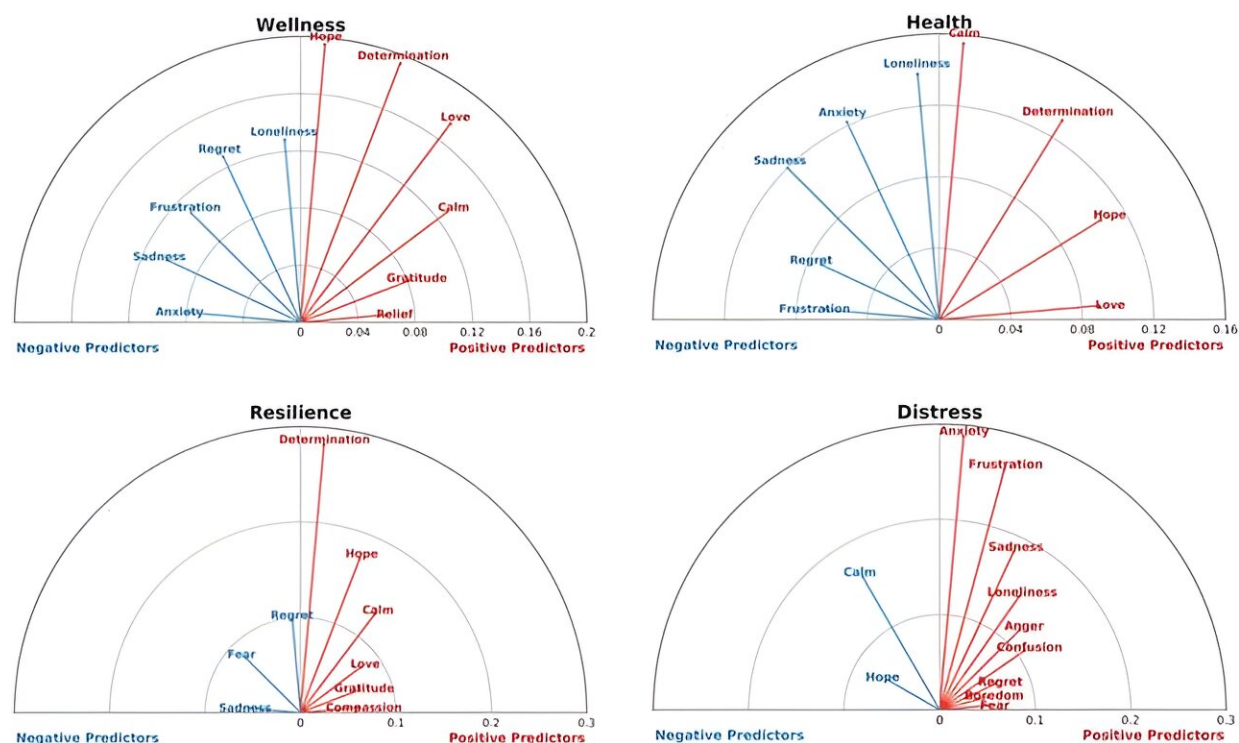 Wellness
Hope
Determination
Love
Loneliness
Regret
Frustration
Calm
Sadness
Gratitude
Anxiety
Relief
0 0.04 0.08 0.12 0.16 0.2
Negative Predictors
Positive Predictors
Health
Calm
Loneliness
Anxiety
Determination
Sadness
Hope
Regret
Frustration
Love
0 0.04 0.08 0.12 0.16
Negative Predictors
Positive Predictors
Resilience
Determination
Hope
Calm
Regret
Fear
Love
Gratitude
Sadness
Compassion
0 0.1 0.2 0.3
Negative Predictors
Positive Predictors
Distress
Anxiety
Frustration
Sadness
Calm
Loneliness
Anger
Confusion
Hope
Regret
Boredom
Fear
0 0.1 0.2 0.3
Negative Predictors
Positive Predictors